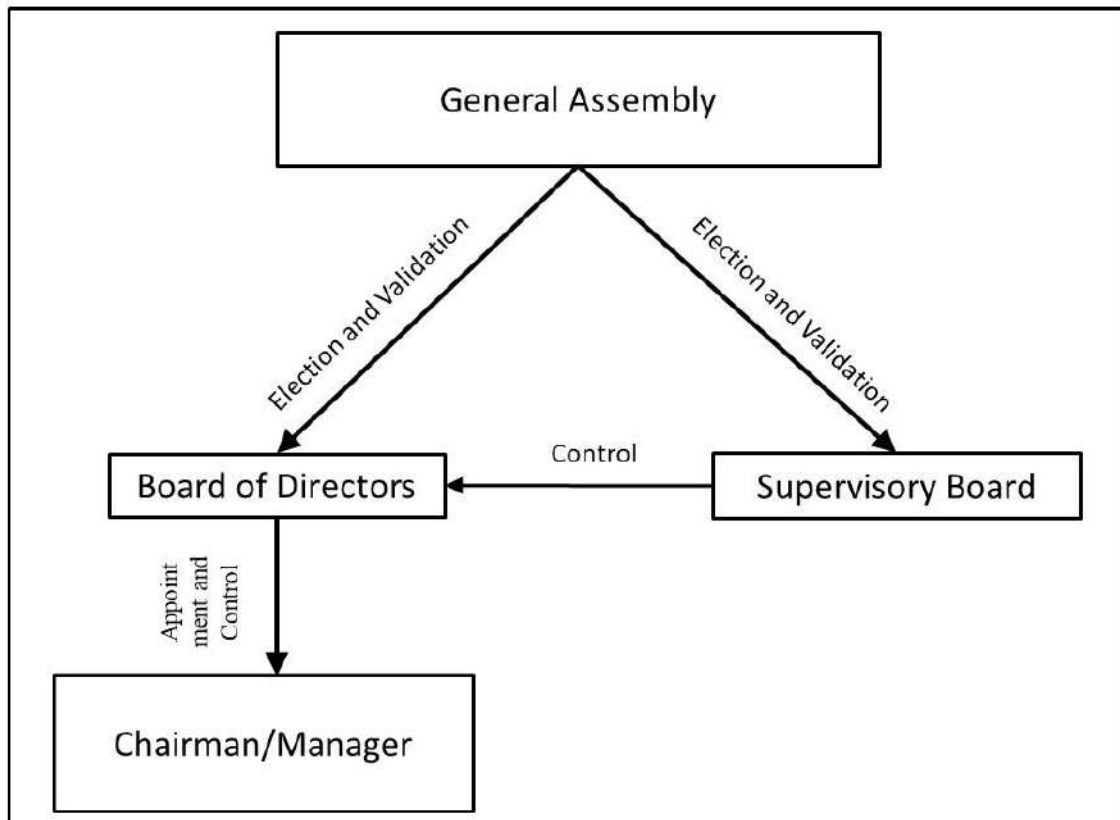 General Assembly
Election and Validation
Election and Validation
Control
Board of Directors
Supervisory Board
Appoint
ment and
Control
Chairman/Manager